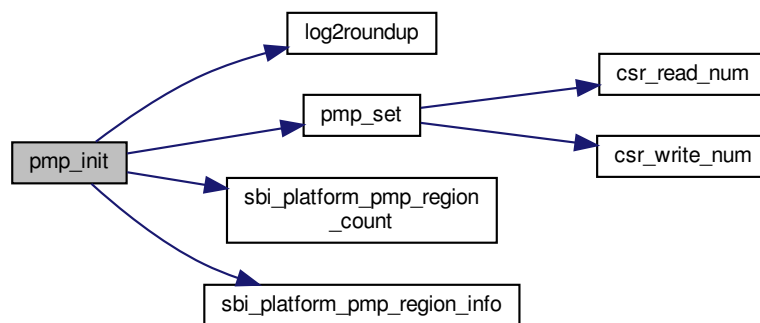 log2roundup
csr_read_num
pmp_set
pmp_init
csr_write_num
sbi_platform_pmp_region
_count
sbi_platform_pmp_region_info